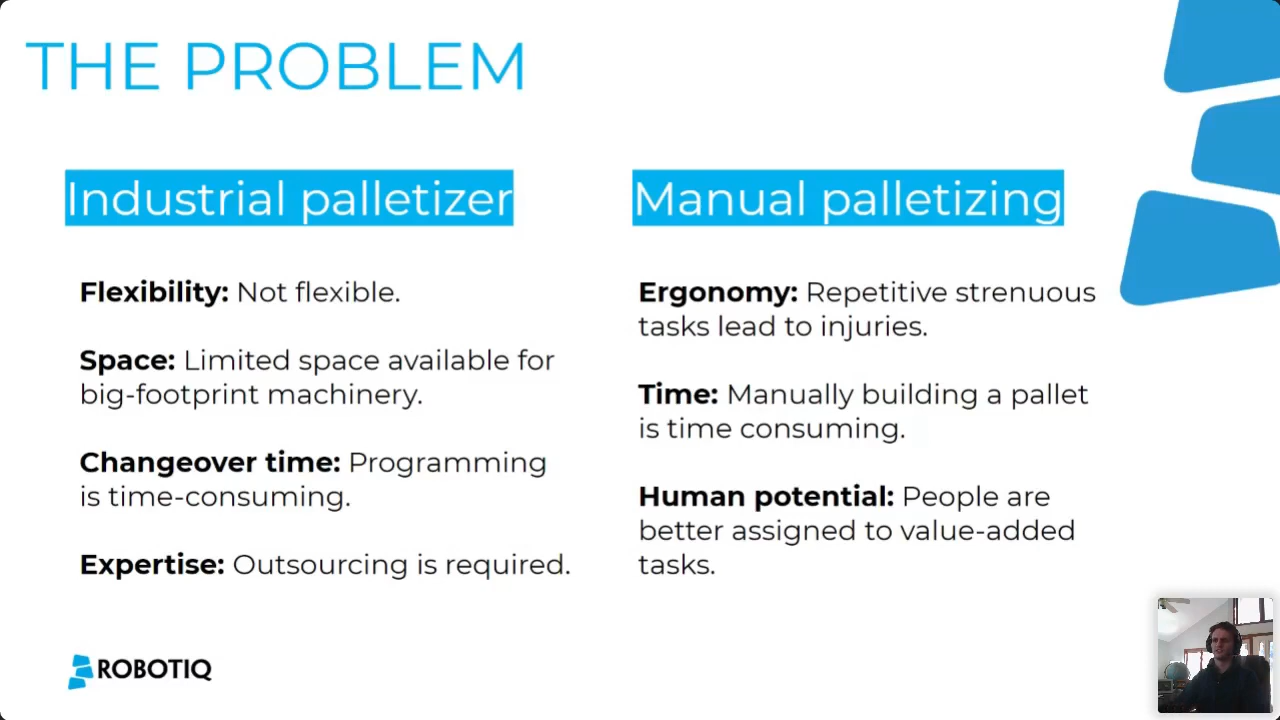 THE PROBLEM
Industrial palletizer
Flexibility: Not flexible.
Space: Limited space available for
big-footprint machinery.
Changeover time: Programming
is time-consuming.
Expertise: Outsourcing is required.
Manual palletizing
Ergonomy: Repetitive strenuous
tasks lead to injuries.
Time: Manually building a pallet
is time consuming.
Human potential: People are
better assigned to value-added
tasks.
ROBOTIQ